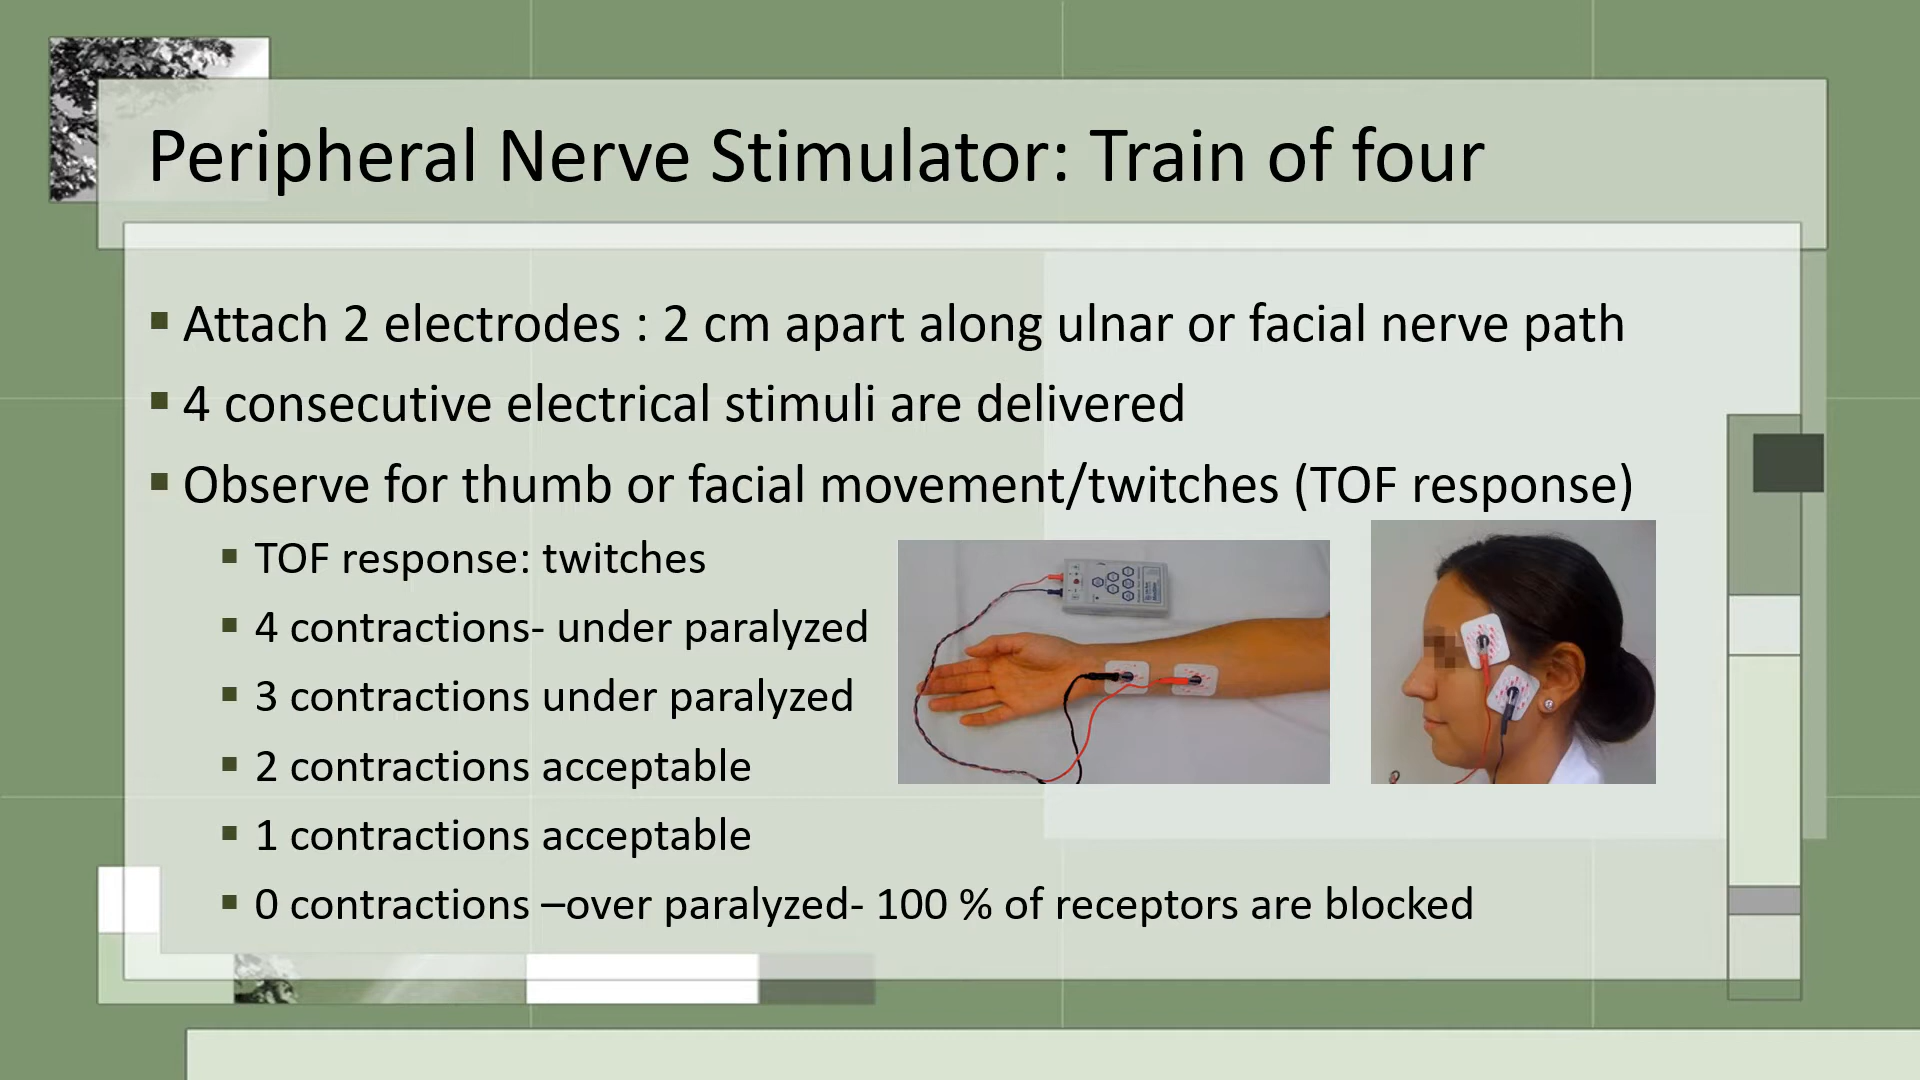 Peripheral Nerve Stimulator: Train of four
Attach 2 electrodes : 2 cm apart along ulnar or facial nerve path
4 consecutive electrical stimuli are delivered
Observe for thumb or facial movement/twitches (TOF response)
TOF response: twitches
4 contractions- under paralyzed
3 contractions under paralyzed
2 contractions acceptable
1 contractions acceptable
0 contractions –over paralyzed- 100 % of receptors are blocked